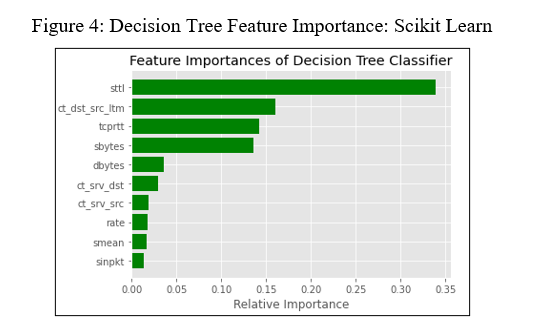 Figure 4: Decision Tree Feature Importance: Scikit Learn
Feature Importances of Decision Tree Classifier
sttl
ct_dst_src_ltm
tcprtt
sbytes
dbytes
ct_srv_dst
ct_srv_src
rate
smean
sinpkt
0.00 0.05 0.10 0.15 0.20 0.25 0.30 0.35
Relative Importance